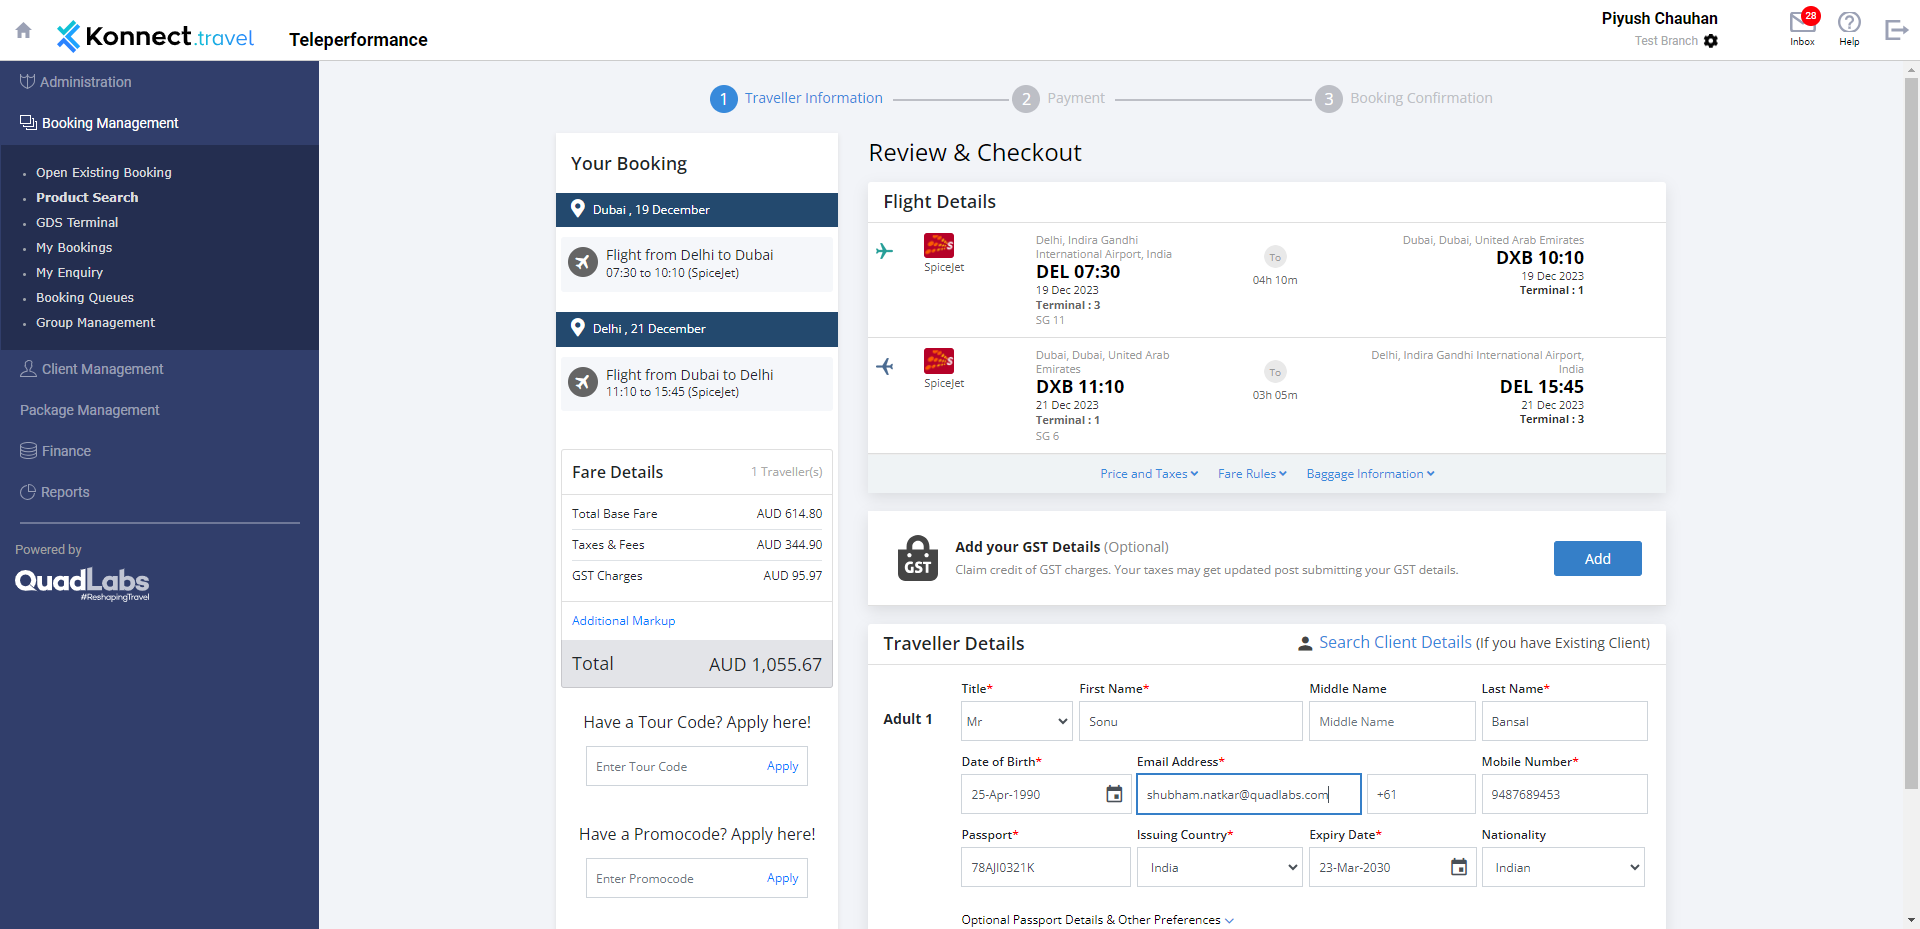 Konnect.travel
Teleperformance
Piyush Chauhan
Test Branch
28
Inbox
Help
Administration
Booking Management
Open Existing Booking
Product Search
GDS Terminal
My Bookings
My Enquiry
Booking Queues
Group Management
Client Management
Package Management
Finance
Reports
Powered by
QuadLabs
#ReshapingTravel
1 Traveller Information
2 Payment
3 Booking Confirmation
Your Booking
Dubai , 19 December
Flight from Delhi to Dubai
07:30 to 10:10 (SpiceJet)
Delhi , 21 December
Flight from Dubai to Delhi
11:10 to 15:45 (SpiceJet)
Fare Details 1 Traveller(s)
Total Base Fare AUD 614.80
Taxes & Fees AUD 344.90
GST Charges AUD 95.97
Additional Markup
Total AUD 1,055.67
Have a Tour Code? Apply here!
Enter Tour Code Apply
Have a Promocode? Apply here!
Enter Promocode Apply
Review & Checkout
Flight Details
SpiceJet
Delhi, Indira Gandhi
International Airport, India
DEL 07:30
19 Dec 2023
Terminal : 3
SG 11
To
04h 10m
Dubai, Dubai, United Arab Emirates
DXB 10:10
19 Dec 2023
Terminal : 1
SpiceJet
Dubai, Dubai, United Arab
Emirates
DXB 11:10
21 Dec 2023
Terminal : 1
SG 6
To
03h 05m
Delhi, Indira Gandhi International Airport,
India
DEL 15:45
21 Dec 2023
Terminal : 3
Price and Taxes Fare Rules Baggage Information
GST
Add your GST Details (Optional)
Claim credit of GST charges. Your taxes may get updated post submitting your GST details.
Add
Traveller Details Search Client Details (If you have Existing Client)
Adult 1
Title* First Name* Middle Name Last Name*
Mr Sonu Middle Name Bansal
Date of Birth* Email Address* Mobile Number*
25-Apr-1990 shubham.natkar@quadlabs.com +61 9487689453
Passport* Issuing Country* Expiry Date* Nationality
78AJI0321K India 23-Mar-2030 Indian
Optional Passport Details & Other Preferences